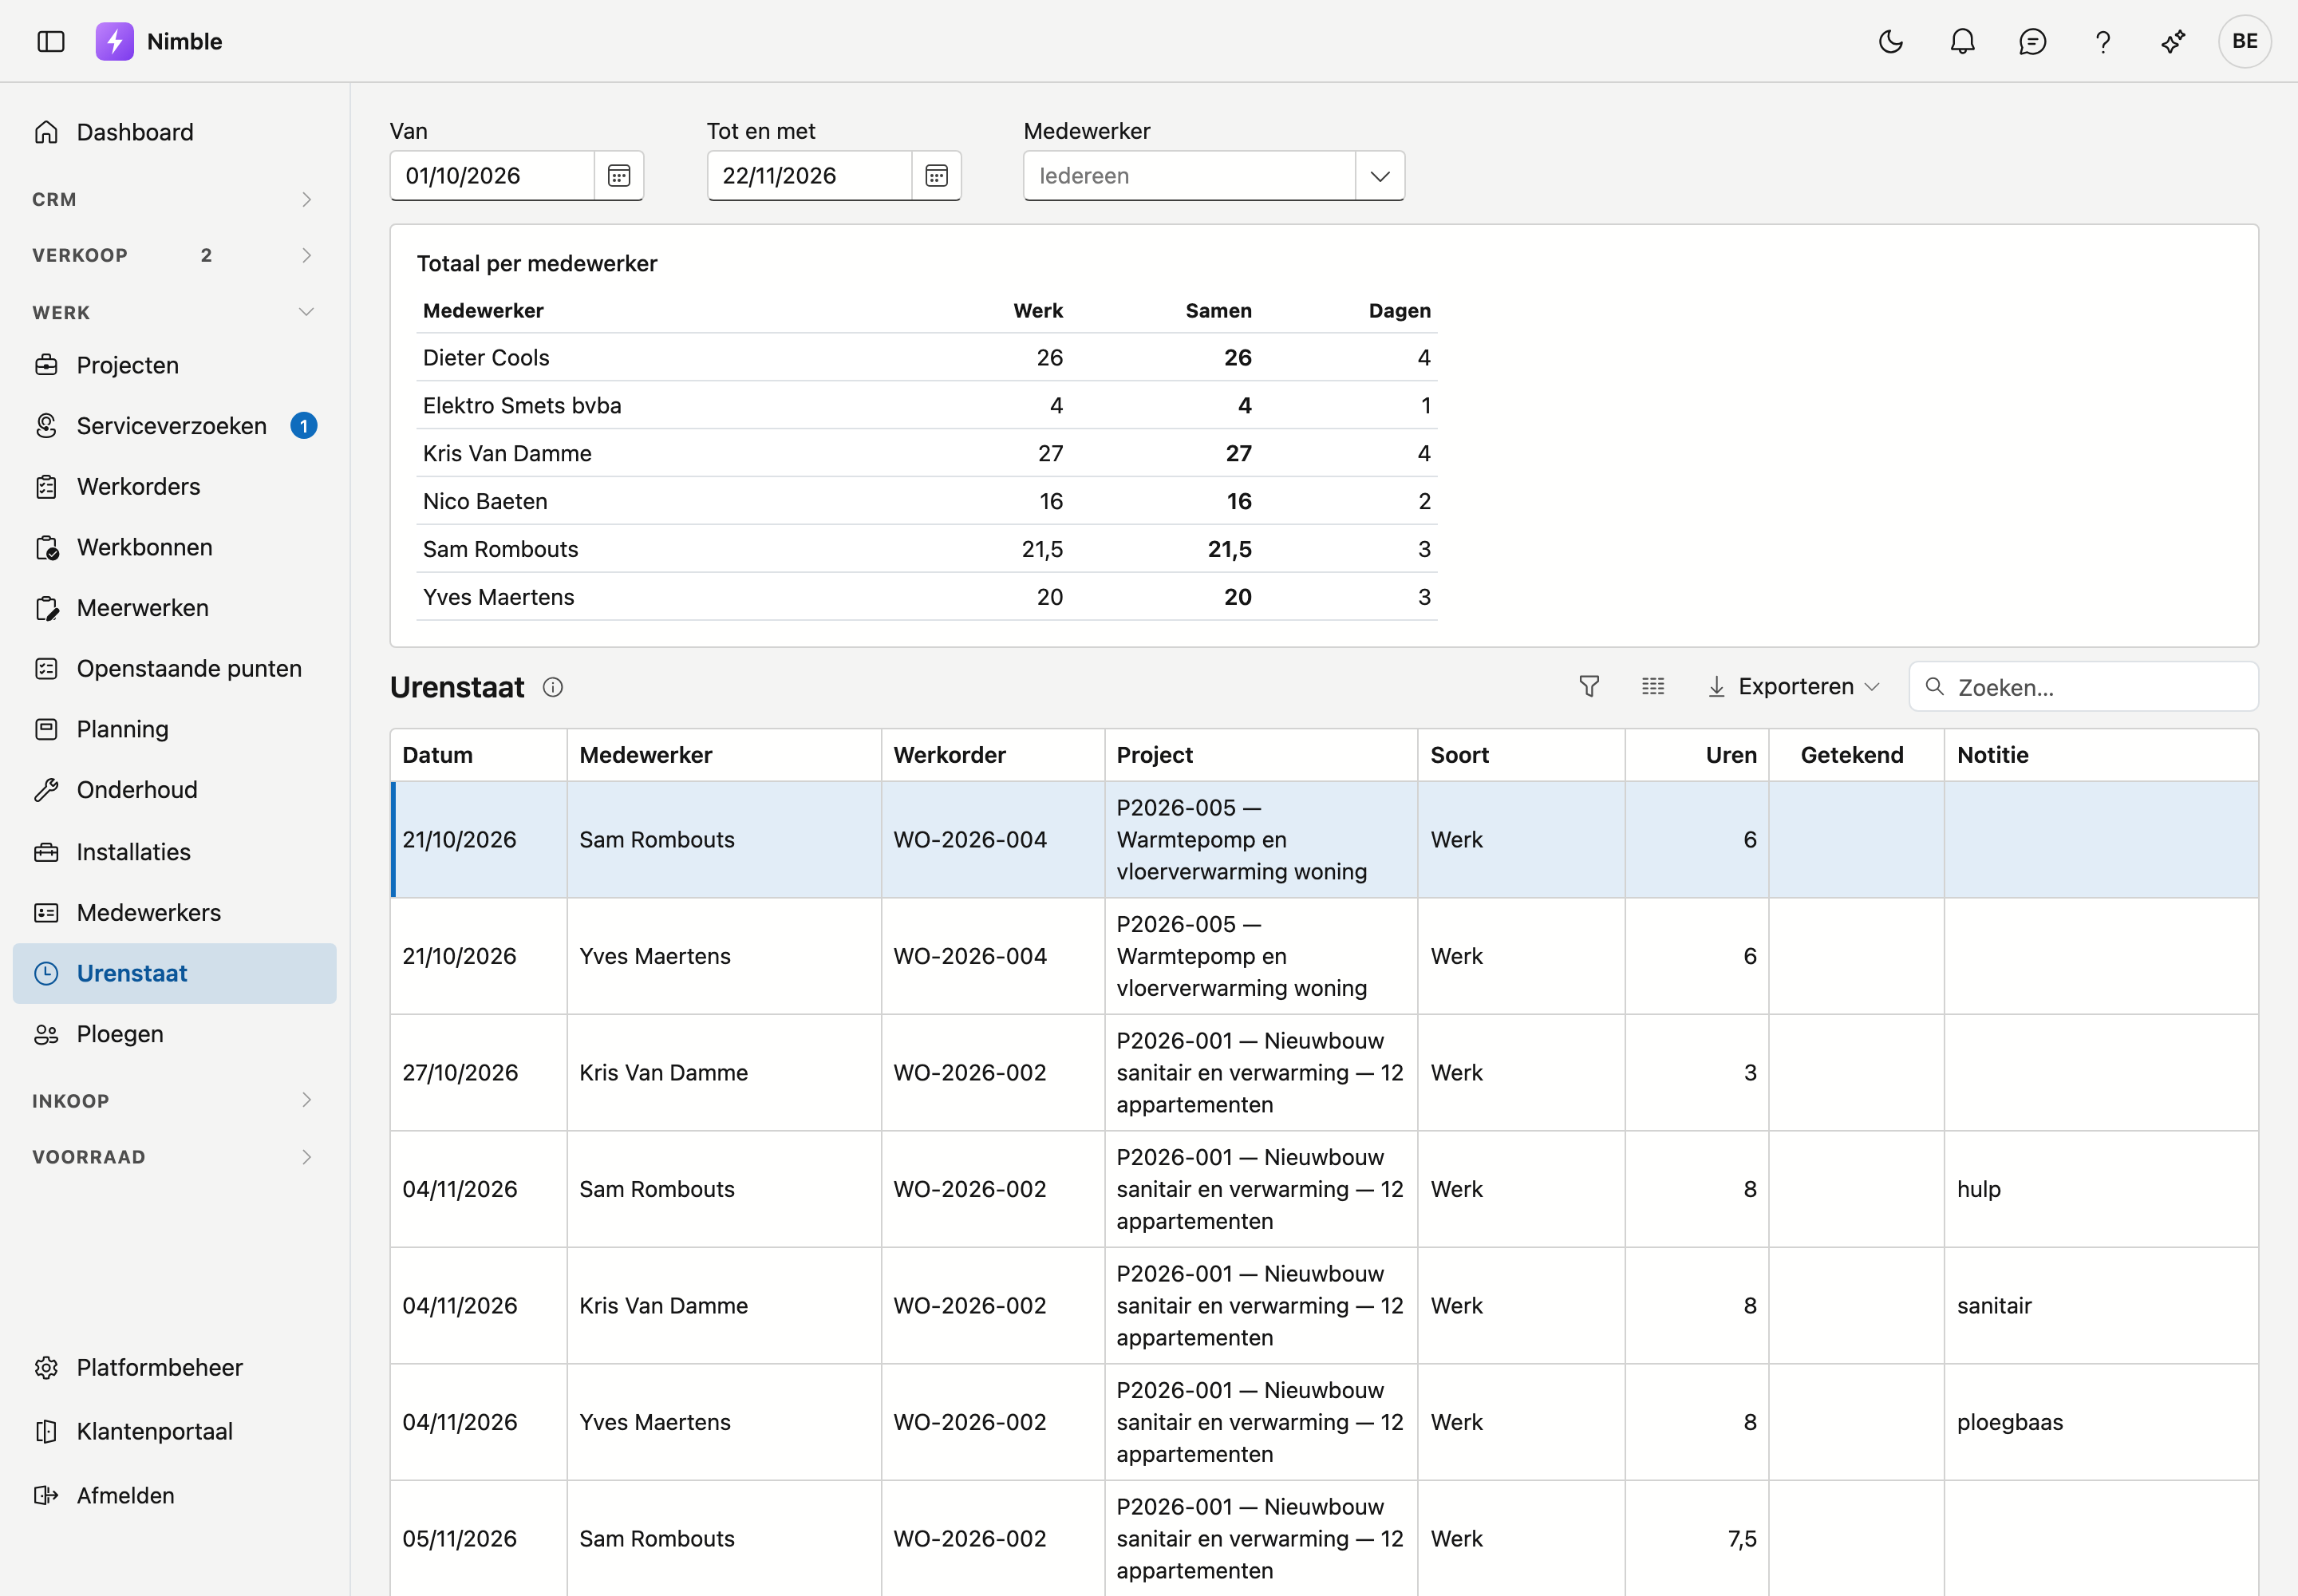 Nimble
BE
Dashboard
CRM
VERKOOP 2
WERK
Projecten
Serviceverzoeken 1
Werkorders
Werkbonnen
Meerwerken
Openstaande punten
Planning
Onderhoud
Installaties
Medewerkers
Urenstaat
Ploegen
INKOOP
VOORRAAD
Platformbeheer
Klantenportaal
Afmelden
Van Tot en met Medewerker
01/10/2026 22/11/2026 Iedereen
Totaal per medewerker
Medewerker Werk Samen Dagen
Dieter Cools 26 26 4
Elektro Smets bvba 4 4 1
Kris Van Damme 27 27 4
Nico Baeten 16 16 2
Sam Rombouts 21,5 21,5 3
Yves Maertens 20 20 3
Urenstaat Exporteren Zoeken...
Datum Medewerker Werkorder Project Soort Uren Getekend Notitie
P2026-005 —
21/10/2026 Sam Rombouts WO-2026-004 Warmtepomp en Werk 6
vloerverwarming woning
P2026-005 —
21/10/2026 Yves Maertens WO-2026-004 Warmtepomp en Werk 6
vloerverwarming woning
P2026-001 — Nieuwbouw
27/10/2026 Kris Van Damme WO-2026-002 sanitair en verwarming — 12 Werk 3
appartementen
P2026-001 — Nieuwbouw
04/11/2026 Sam Rombouts WO-2026-002 sanitair en verwarming — 12 Werk 8 hulp
appartementen
P2026-001 — Nieuwbouw
04/11/2026 Kris Van Damme WO-2026-002 sanitair en verwarming — 12 Werk 8 sanitair
appartementen
P2026-001 — Nieuwbouw
04/11/2026 Yves Maertens WO-2026-002 sanitair en verwarming — 12 Werk 8 ploegbaas
appartementen
P2026-001 — Nieuwbouw
05/11/2026 Sam Rombouts WO-2026-002 sanitair en verwarming — 12 Werk 7,5
appartementen